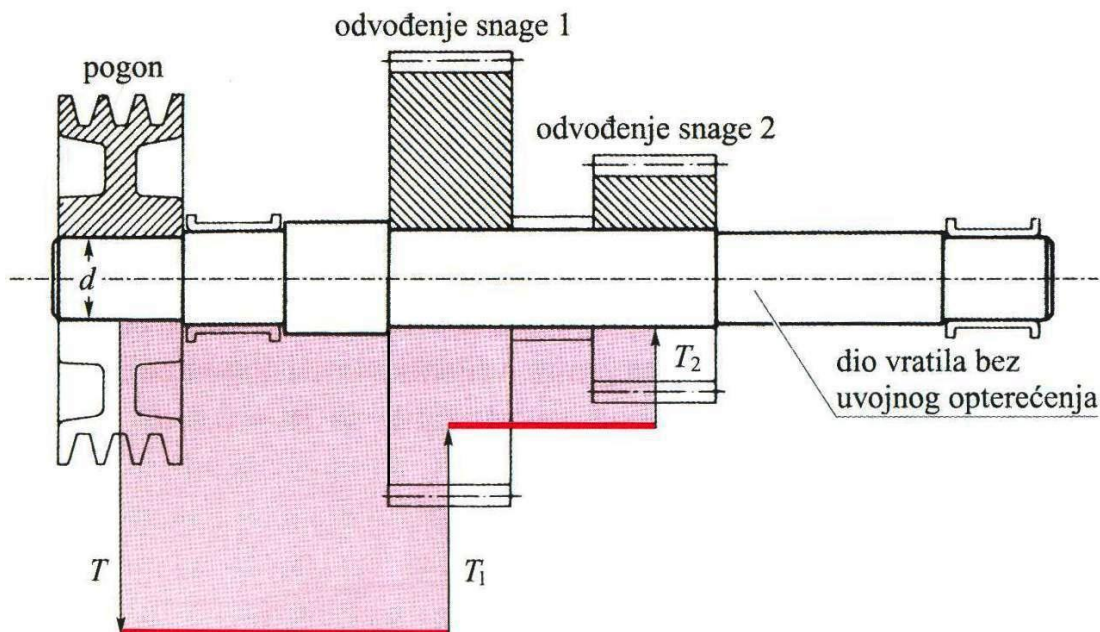 odvođenje snage 1
pogon
odvođenje snage 2
d
T₂
dio vratila bez
uvojnog opterećenja
T
T₁